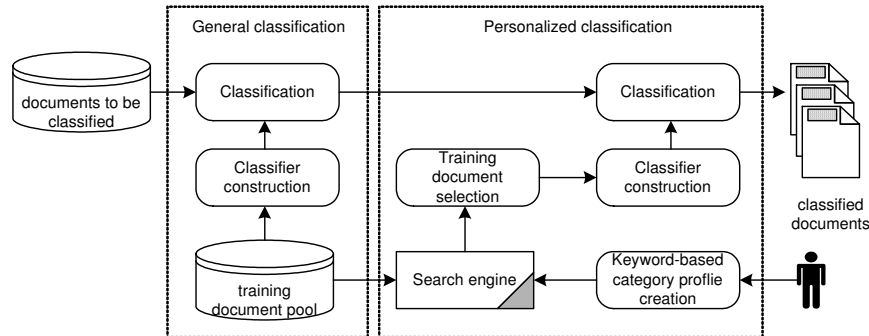 General classification
Personalized classification
documents to be
classified
Classification
Classification
Classifier
construction
Training
document
selection
Classifier
construction
classified
documents
training
document pool
Search engine
Keyword-based
category proflie
creation